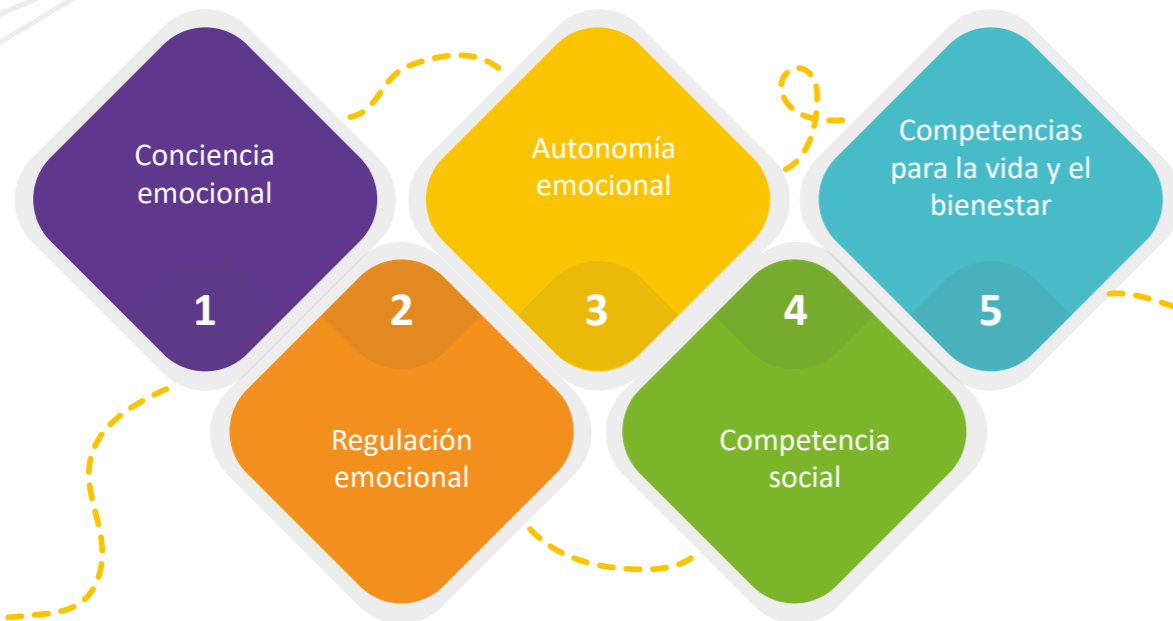 Conciencia
emocional
1
2
Regulación
emocional
Autonomía
emocional
3
4
Competencia
social
Competencias
para la vida y el
bienestar
5